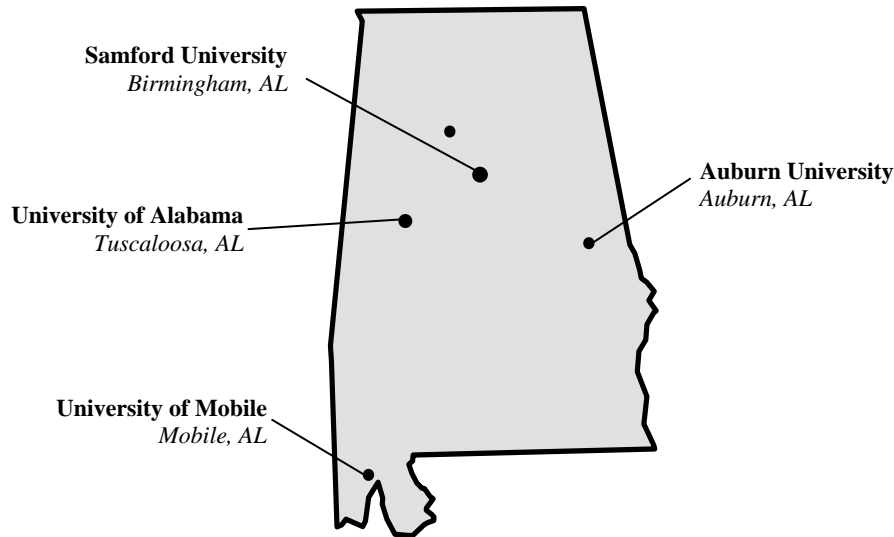 Samford University
Birmingham, AL
Auburn University
Auburn, AL
University of Alabama
Tuscaloosa, AL
University of Mobile
Mobile, AL